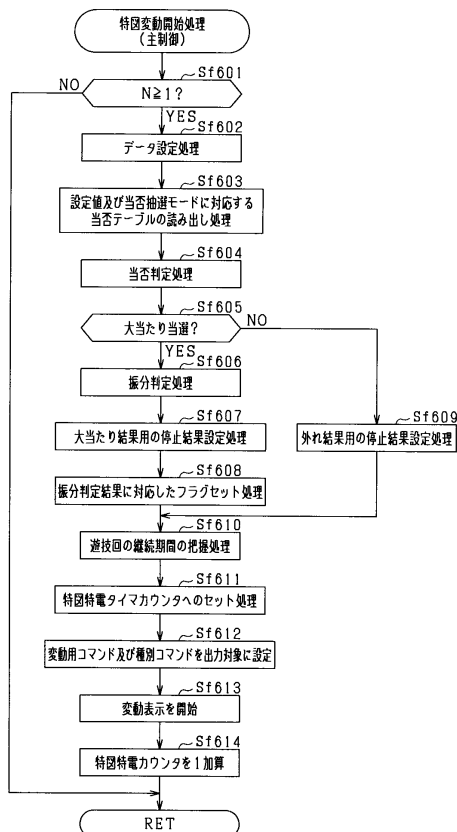 特図変動開始処理
(主制御)
Sf601
NO
N≧1?
YES
Sf602
データ設定処理
Sf603
設定値及び当否抽選モードに対応する
当否テーブルの読み出し処理
Sf604
当否判定処理
Sf605
大当たり当選?
NO
YES
Sf606
振分判定処理
Sf607
大当たり結果用の停止結果設定処理
Sf609
外れ結果用の停止結果設定処理
Sf608
振分判定結果に対応したフラグセット処理
Sf610
遊技回の継続期間の把握処理
Sf611
特図特電タイマカウンタへのセット処理
Sf612
変動用コマンド及び種別コマンドを出力対象に設定
Sf613
変動表示を開始
Sf614
特図特電カウンタを1加算
RET